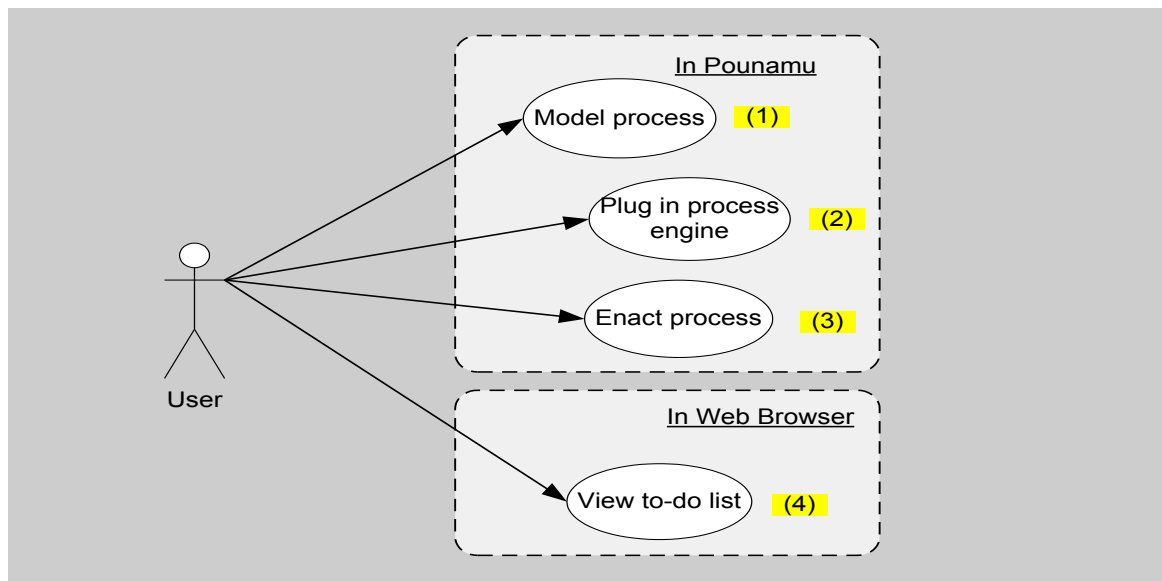 In Pounamu
Model process
(1)
Plug in process
engine
(2)
Enact process
(3)
User
In Web Browser
View to-do list
(4)